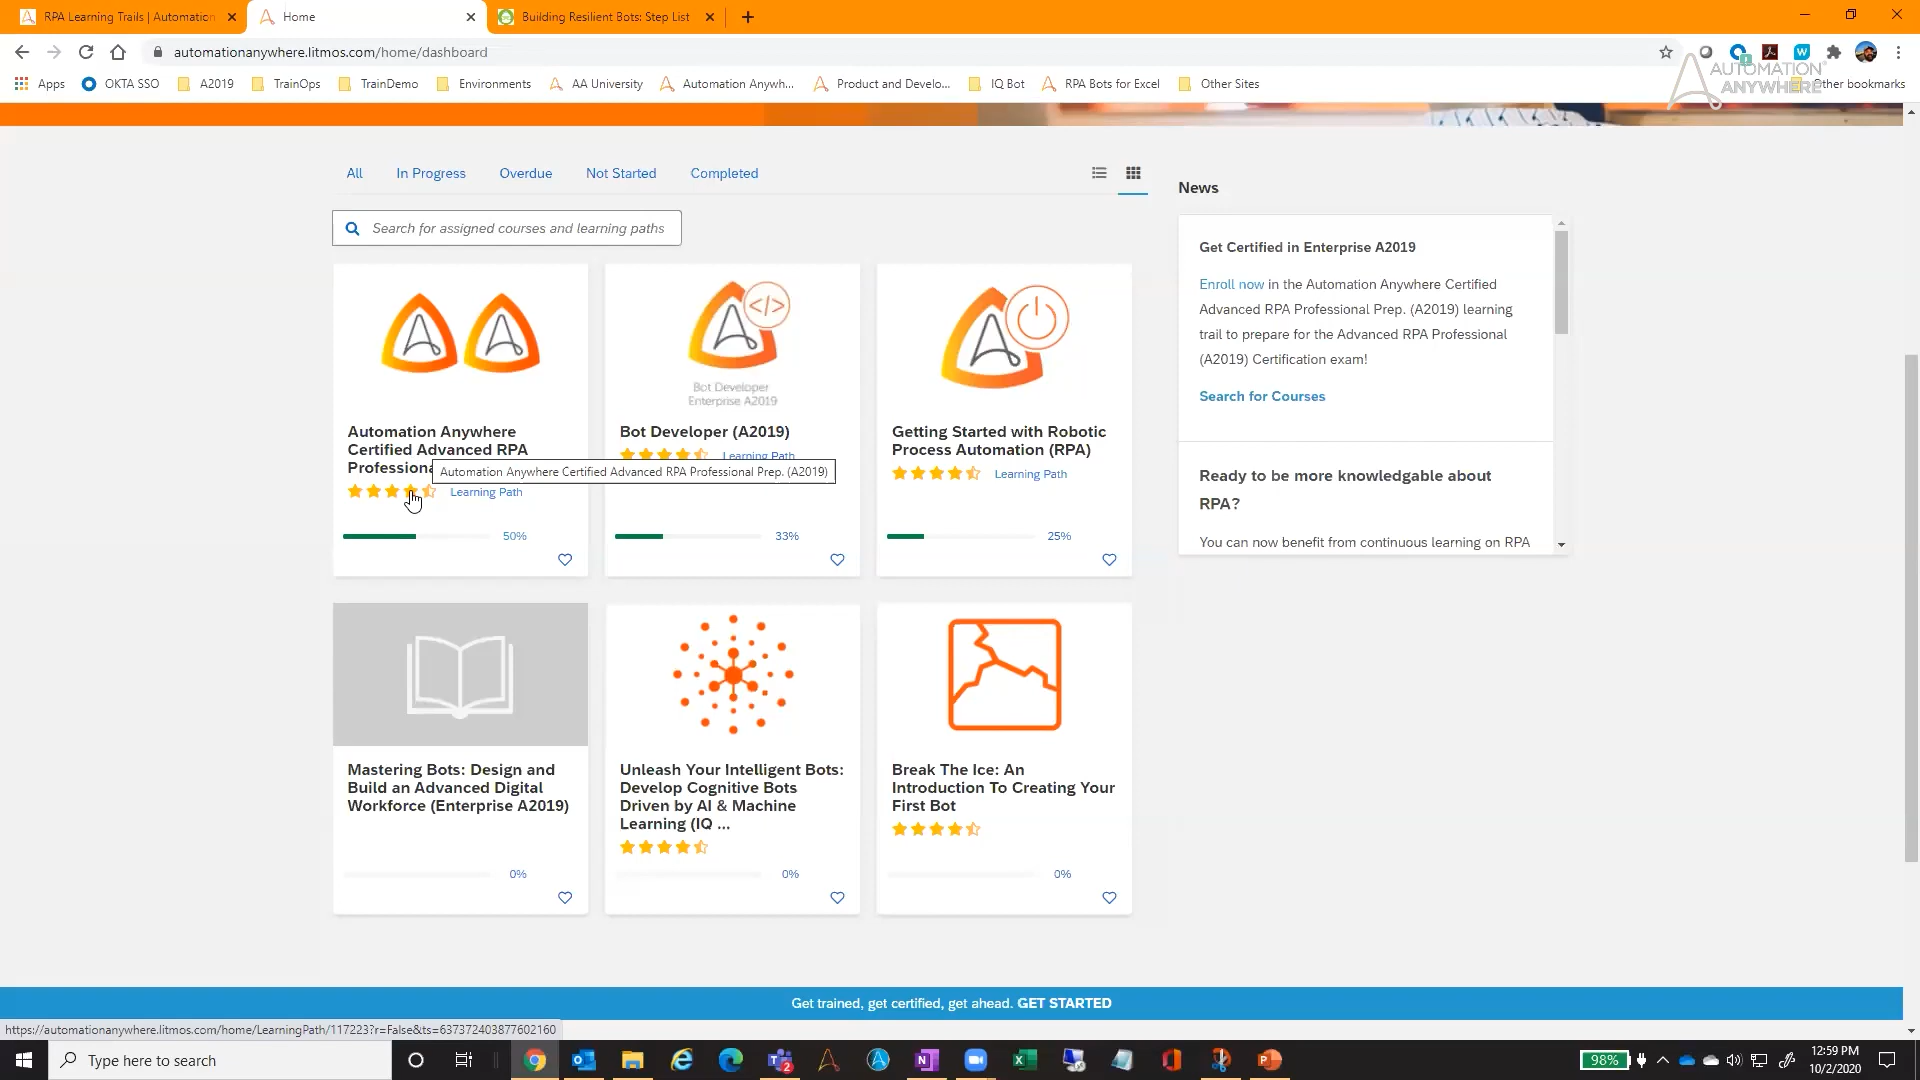 RPA Learning Trails | Automation
Home
Building Resilient Bots: Step List
automationanywhere.litmos.com/home/dashboard
Apps
OKTA SSO
A2019
TrainOps
TrainDemo
Environments
AA University
Automation Anywh...
Product and Develo...
IQ Bot
RPA Bots for Excel
Other Sites
Other bookmarks
AUTOMATION
ANYWHERE
All
In Progress
Overdue
Not Started
Completed
Search for assigned courses and learning paths
Automation Anywhere
Certified Advanced RPA
Professiona
Automation Anywhere Certified Advanced RPA Professional Prep. (A2019)
Learning Path
50%
Bot Developer
Enterprise A2019
Bot Developer (A2019)
Learning Path
33%
Getting Started with Robotic
Process Automation (RPA)
Learning Path
25%
Mastering Bots: Design and
Build an Advanced Digital
Workforce (Enterprise A2019)
0%
Unleash Your Intelligent Bots:
Develop Cognitive Bots
Driven by AI & Machine
Learning (IQ ...
0%
Break The Ice: An
Introduction To Creating Your
First Bot
0%
News
Get Certified in Enterprise A2019
Enroll now in the Automation Anywhere Certified
Advanced RPA Professional Prep. (A2019) learning
trail to prepare for the Advanced RPA Professional
(A2019) Certification exam!
Search for Courses
Ready to be more knowledgable about
RPA?
You can now benefit from continuous learning on RPA
Get trained, get certified, get ahead. GET STARTED
https://automationanywhere.litmos.com/home/LearningPath/117223?r=False&ts=637372403877602160
Type here to search
2
98%
12:59 PM
10/2/2020